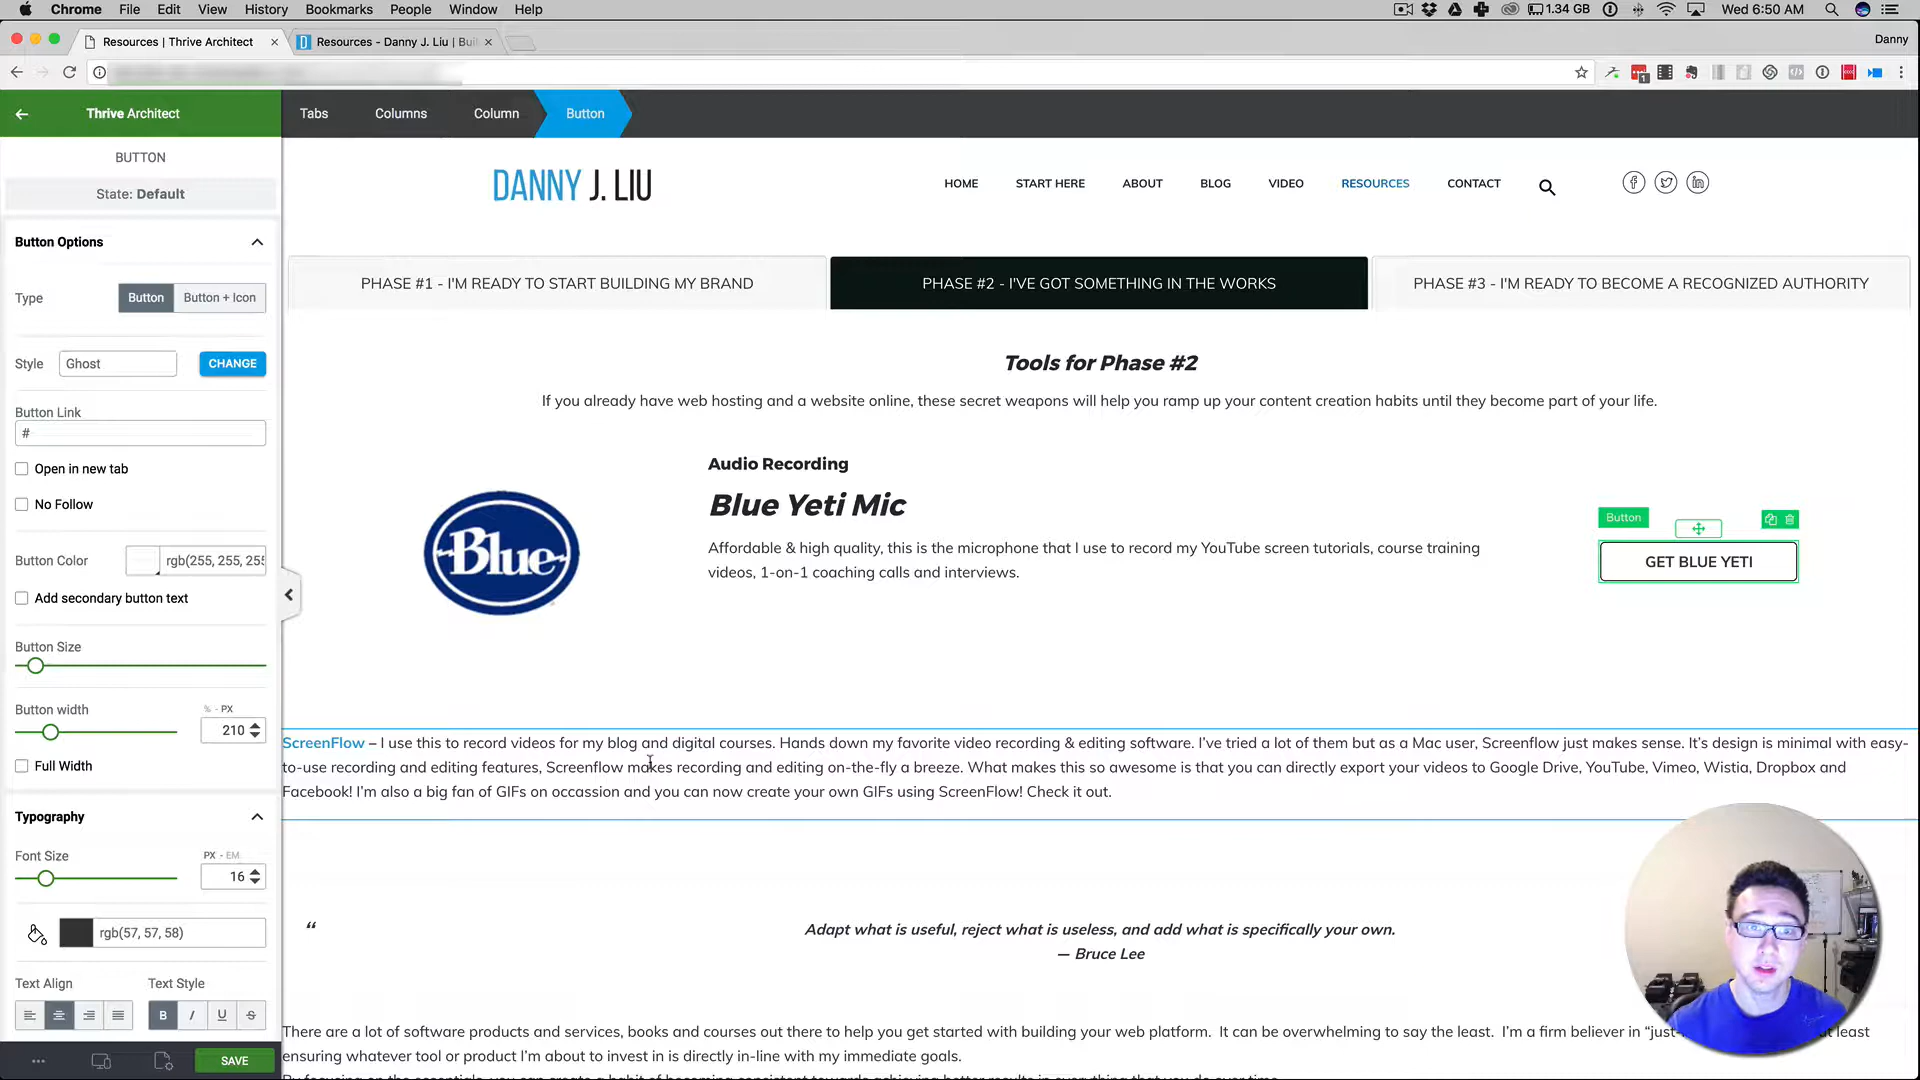 Chrome File Edit View History Bookmarks People Window Help 1.34 GB Wed 6:50 AM
Resources | Thrive Architect Resources - Danny J. Liu | Buil Danny
1
Thrive Architect Tabs Columns Column Button
BUTTON
State: Default
DANNY J. LIU HOME START HERE ABOUT BLOG VIDEO RESOURCES CONTACT
Button Options
PHASE #1 - I'M READY TO START BUILDING MY BRAND PHASE #2 - I'VE GOT SOMETHING IN THE WORKS PHASE #3 - I'M READY TO BECOME A RECOGNIZED AUTHORITY
Type Button Button + Icon
Style Ghost CHANGE
Tools for Phase #2
If you already have web hosting and a website online, these secret weapons will help you ramp up your content creation habits until they become part of your life.
Button Link
#
Open in new tab
No Follow
Audio Recording
Blue Yeti Mic
Affordable & high quality, this is the microphone that I use to record my YouTube screen tutorials, course training
videos, 1-on-1 coaching calls and interviews.
Blue
Button
GET BLUE YETI
Button Color rgb(255, 255, 255
Add secondary button text
Button Size
Button width % - PX
210
Full Width
ScreenFlow – I use this to record videos for my blog and digital courses. Hands down my favorite video recording & editing software. I've tried a lot of them but as a Mac user, Screenflow just makes sense. It's design is minimal with easy-
to-use recording and editing features, Screenflow makes recording and editing on-the-fly a breeze. What makes this so awesome is that you can directly export your videos to Google Drive, YouTube, Vimeo, Wistia, Dropbox and
Facebook! I'm also a big fan of GIFs on occassion and you can now create your own GIFs using ScreenFlow! Check it out.
Typography
Font Size PX - EM
16
rgb(57, 57, 58)
“ Adapt what is useful, reject what is useless, and add what is specifically your own.
— Bruce Lee
Text Align Text Style
B I U S
There are a lot of software products and services, books and courses out there to help you get started with building your web platform. It can be overwhelming to say the least. I'm a firm believer in “just- least
ensuring whatever tool or product I'm about to invest in is directly in-line with my immediate goals.
SAVE